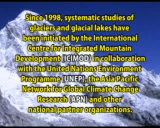 Since 1998, systematic studies of
glaciers and glacial lakes have
been initiated by the International
Centre for Integrated Mountain
Development (ICIMOD) in collaboration
with the United Nations Environment
Programme (UNEP), the Asia Pacific
Network for Global Climate Change
Research (APN) and other
national partner organizations.